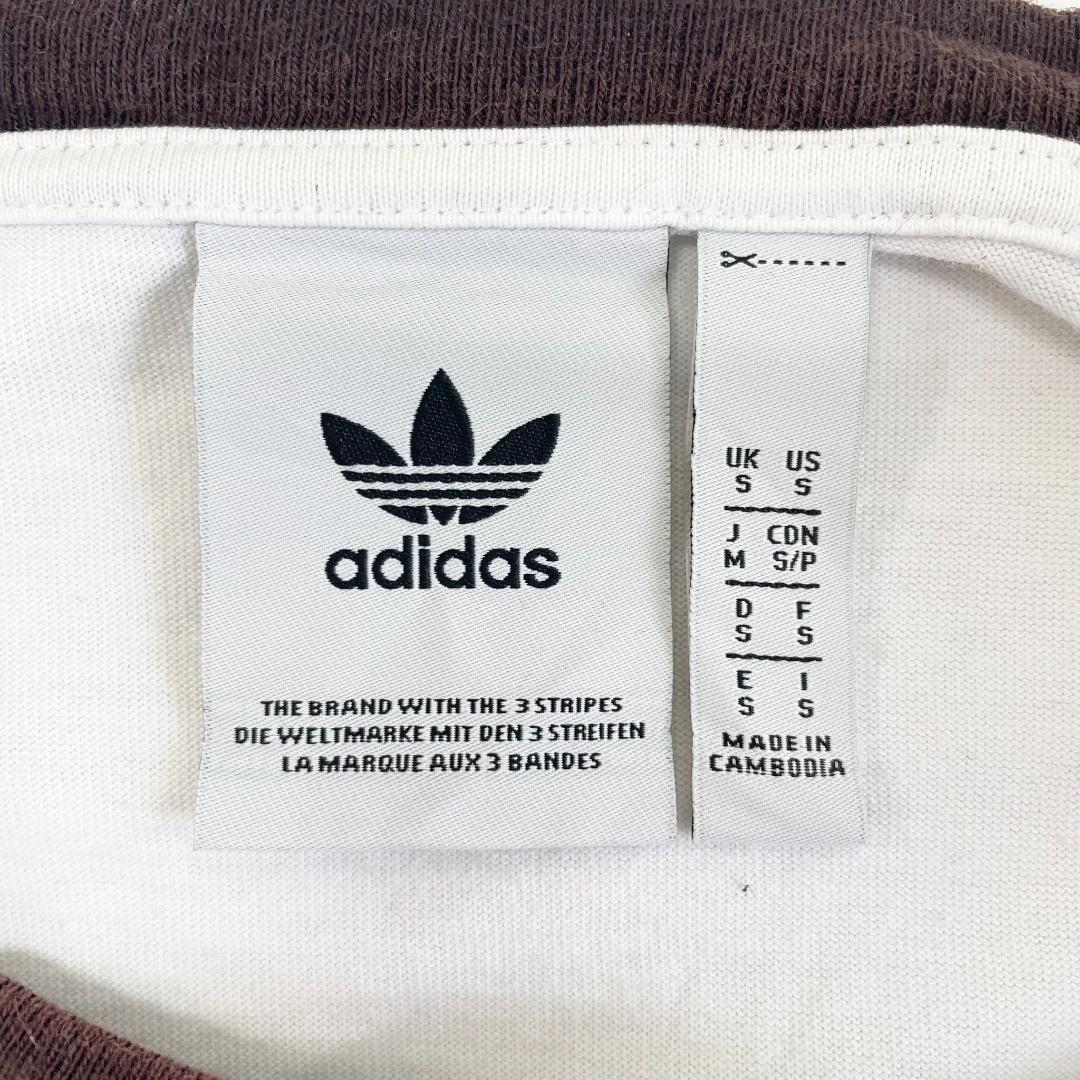 adidas
THE BRAND WITH THE 3 STRIPES
DIE WELTMARKE MIT DEN 3 STREIFEN
LA MARQUE AUX 3 BANDES
UK US
S S
J CDN
M S/P
D F
S S
E I
S S
MADE IN
CAMBODIA